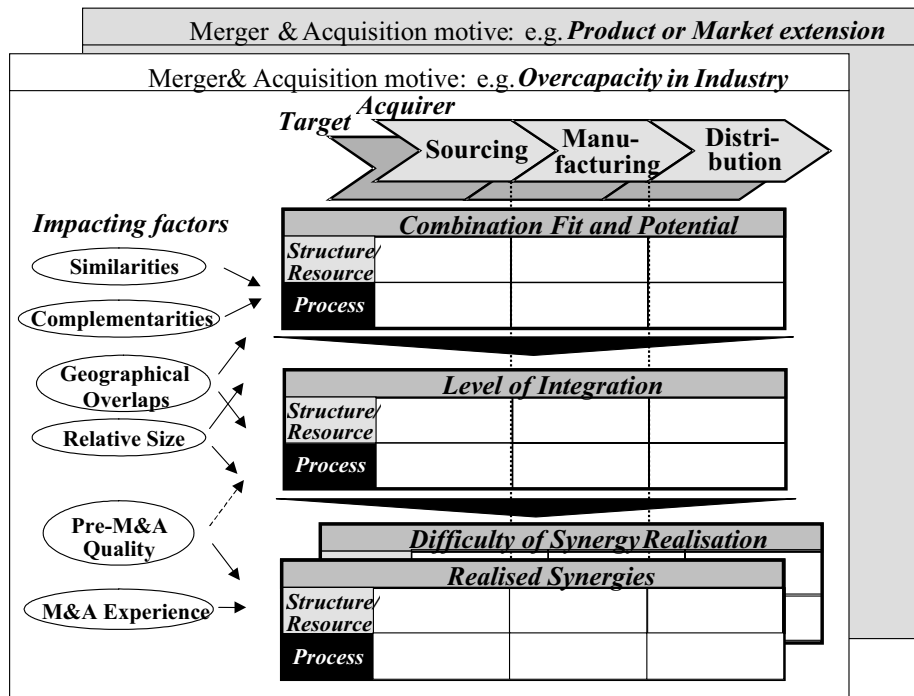 Merger & Acquisition motive: e.g. Product or Market extension
Merger& Acquisition motive: e.g. Overcapacity in Industry
Acquirer
Target
Sourcing
Manu-
facturing
Distri-
bution
Impacting factors
Similarities
Complementarities
Geographical
Overlaps
Relative Size
Pre-M&A
Quality
M&A Experience
Combination Fit and Potential
Structure/
Resource
Process
Level of Integration
Structure/
Resource
Process
Difficulty of Synergy Realisation
Realised Synergies
Structure/
Resource
Process